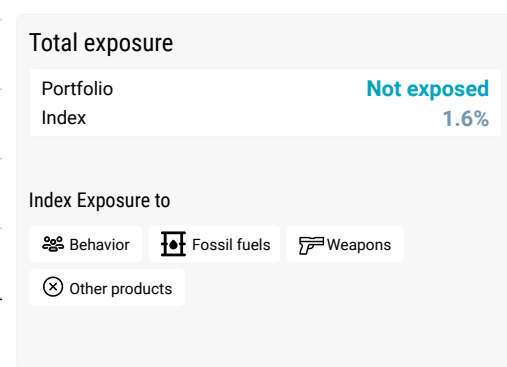 Total exposure
Portfolio Not exposed
Index 1.6%
Index Exposure to
Behavior Fossil fuels Weapons
Other products